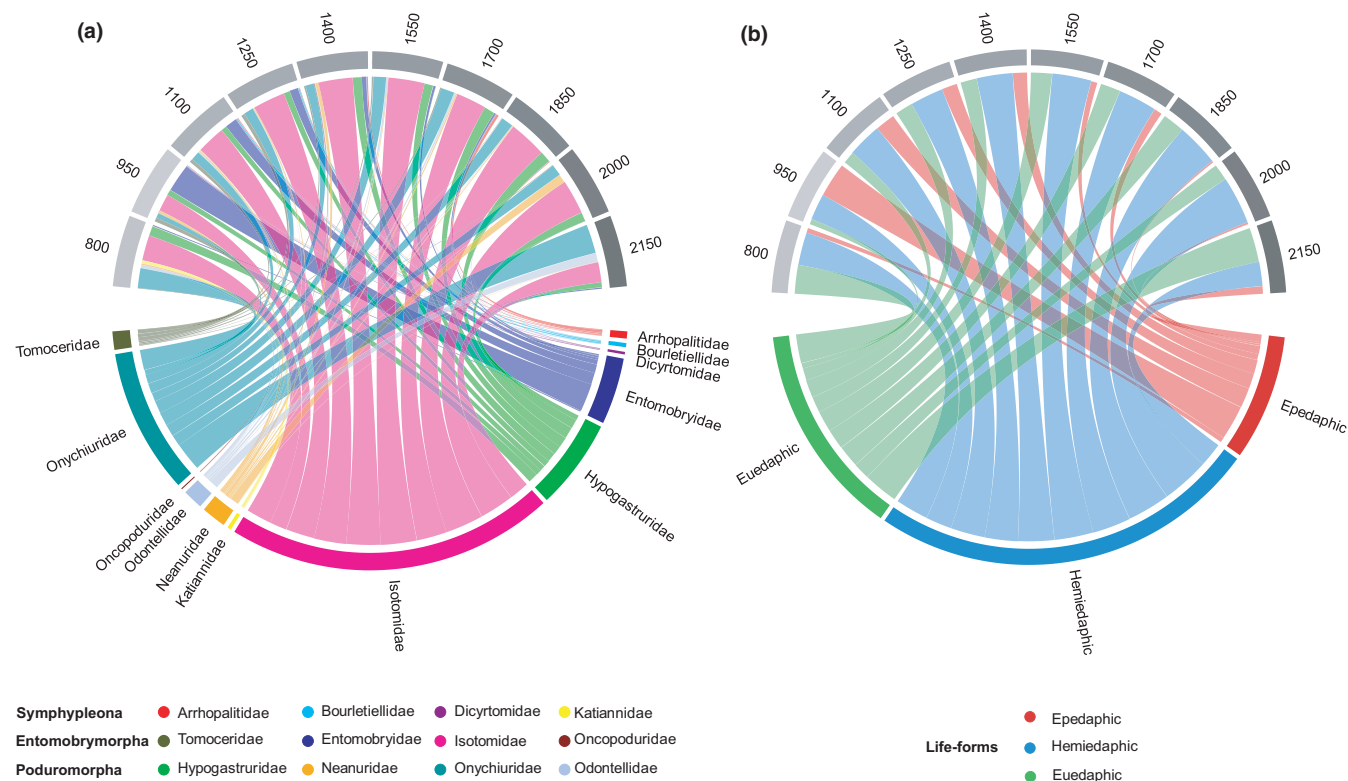 (a)
800
950
1100
1250
1400
1550
1700
1850
2000
2150
Tomoceridae
Onychiuridae
Oncopoduridae
Odontellidae
Neanuridae
Katiannidae
Isotomidae
Hypogastruridae
Entomobryidae
Dicyrtomidae
Bourletiellidae
Arrhopalitidae
(b)
800
950
1100
1250
1400
1550
1700
1850
2000
2150
Euedaphic
Hemiedaphic
Epedaphic
Symphypleona Arrhopalitidae Bourletiellidae Dicyrtomidae Katiannidae
Entomobrymorpha Tomoceridae Entomobryidae Isotomidae Oncopoduridae
Poduromorpha Hypogastruridae Neanuridae Onychiuridae Odontellidae
Life-forms
Epedaphic
Hemiedaphic
Euedaphic